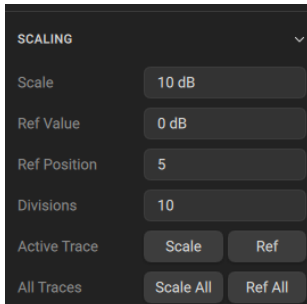 SCALING
Scale 10 dB
Ref Value 0 dB
Ref Position 5
Divisions 10
Active Trace Scale Ref
All Traces Scale All Ref All